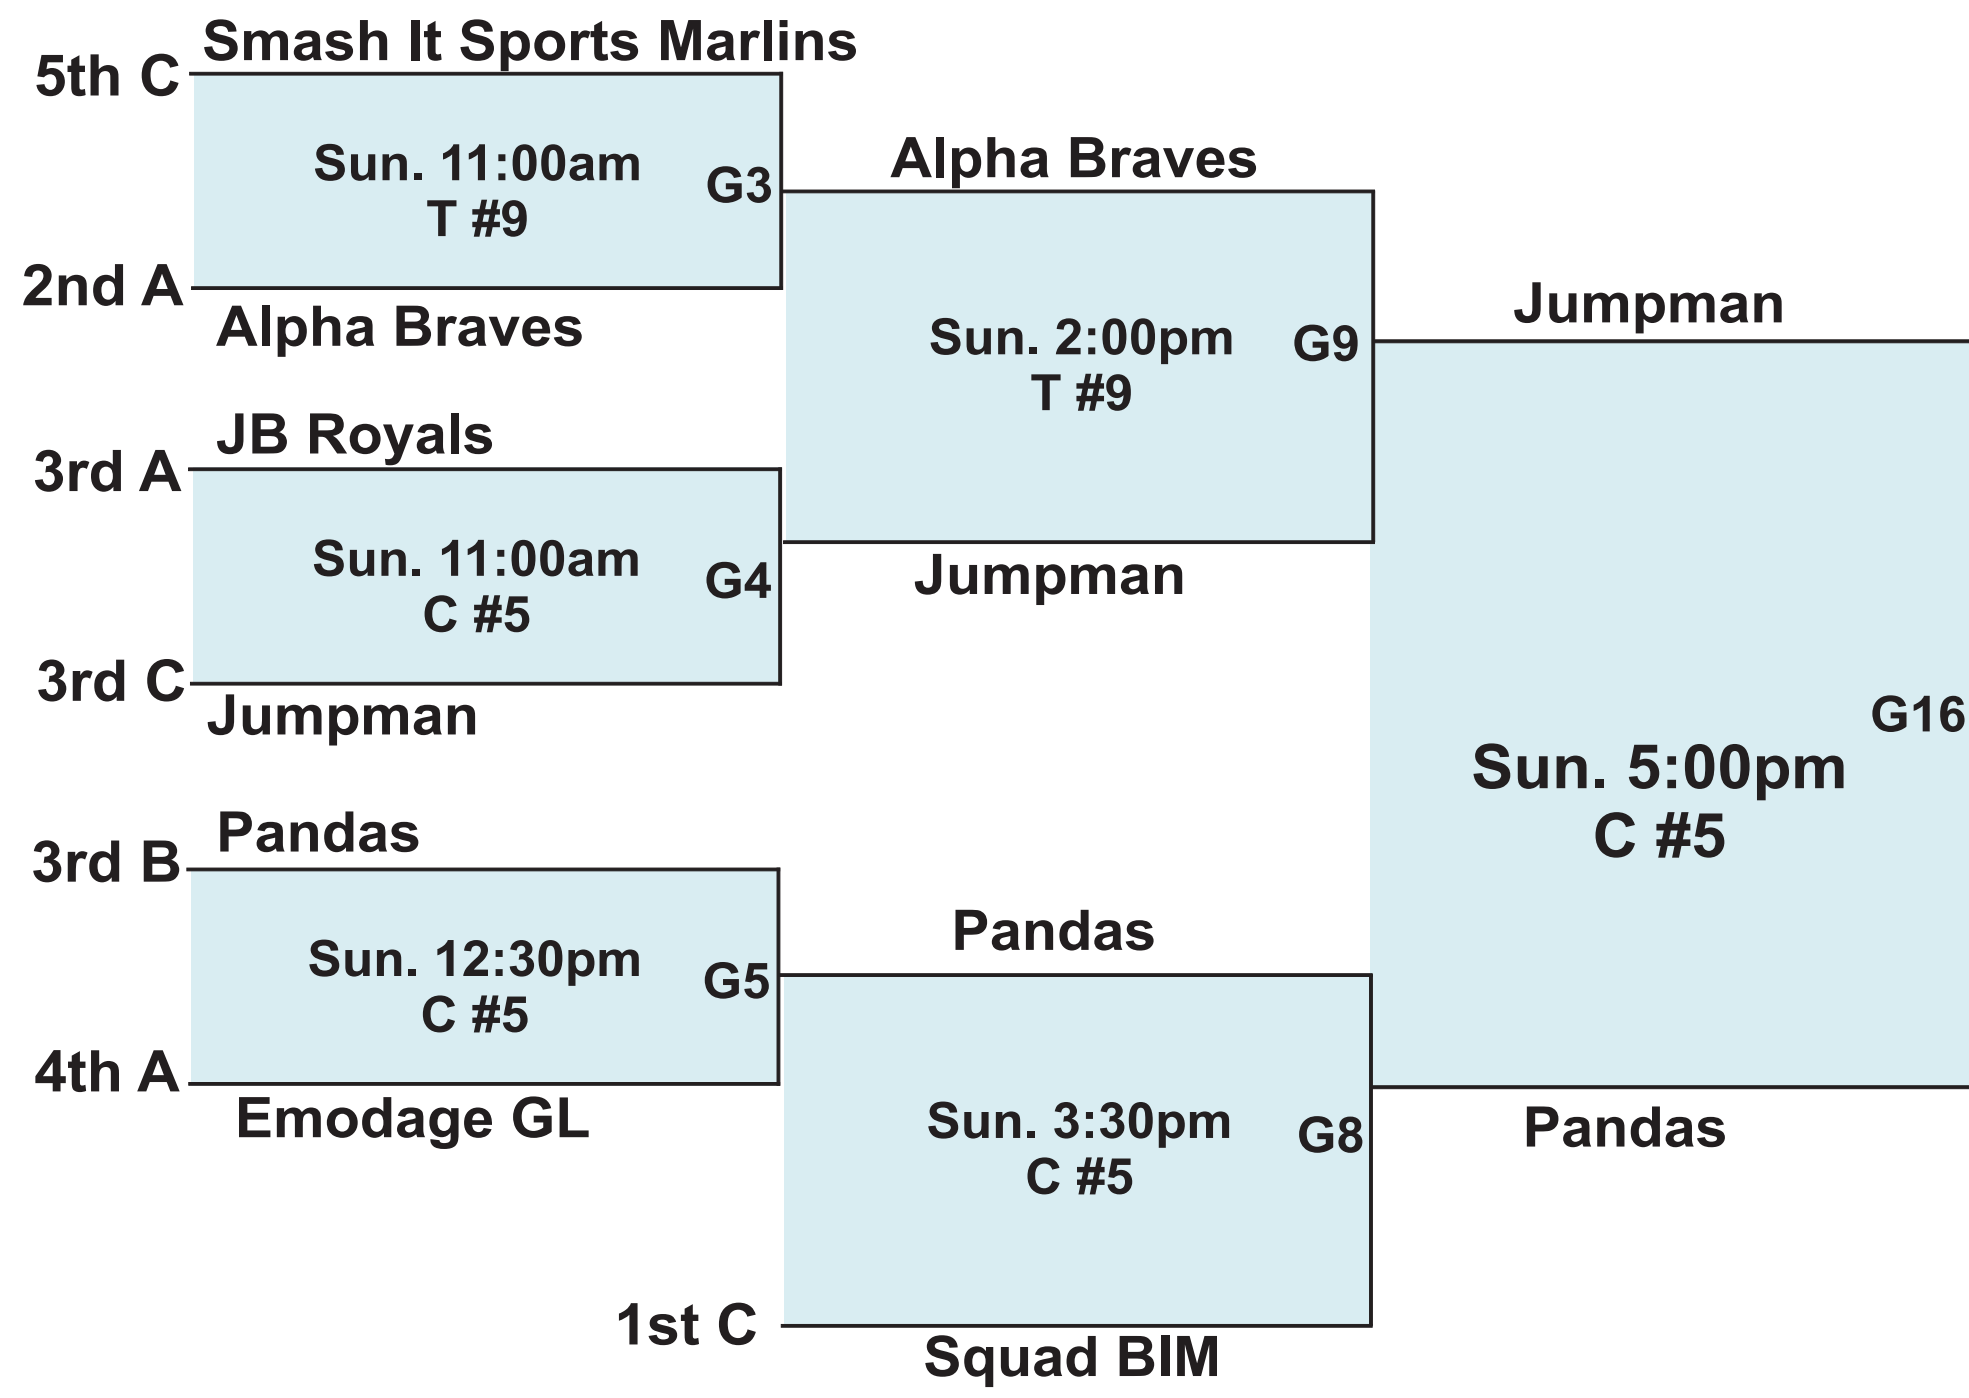 Smash It Sports Marlins
5th C
Sun. 11:00am
T #9
G3
2nd A
Alpha Braves
JB Royals
3rd A
Sun. 11:00am
C #5
G4
3rd C
Jumpman
Pandas
3rd B
Sun. 12:30pm
C #5
G5
4th A
Emodage GL
Alpha Braves
Sun. 2:00pm
T #9
G9
Jumpman
Pandas
Sun. 3:30pm
C #5
G8
1st C
Squad BIM
Jumpman
G16
Sun. 5:00pm
C #5
Pandas